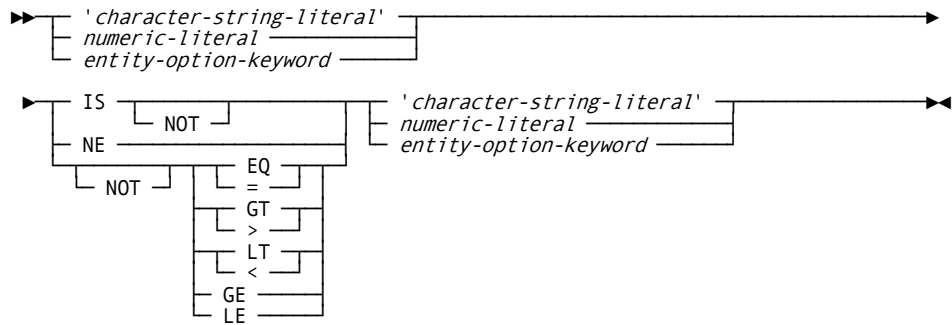 'character-string-literal'
numeric-literal
entity-option-keyword
IS NOT 'character-string-literal'
NE numeric-literal
entity-option-keyword
NOT EQ
=
GT
>
LT
<
GE
LE